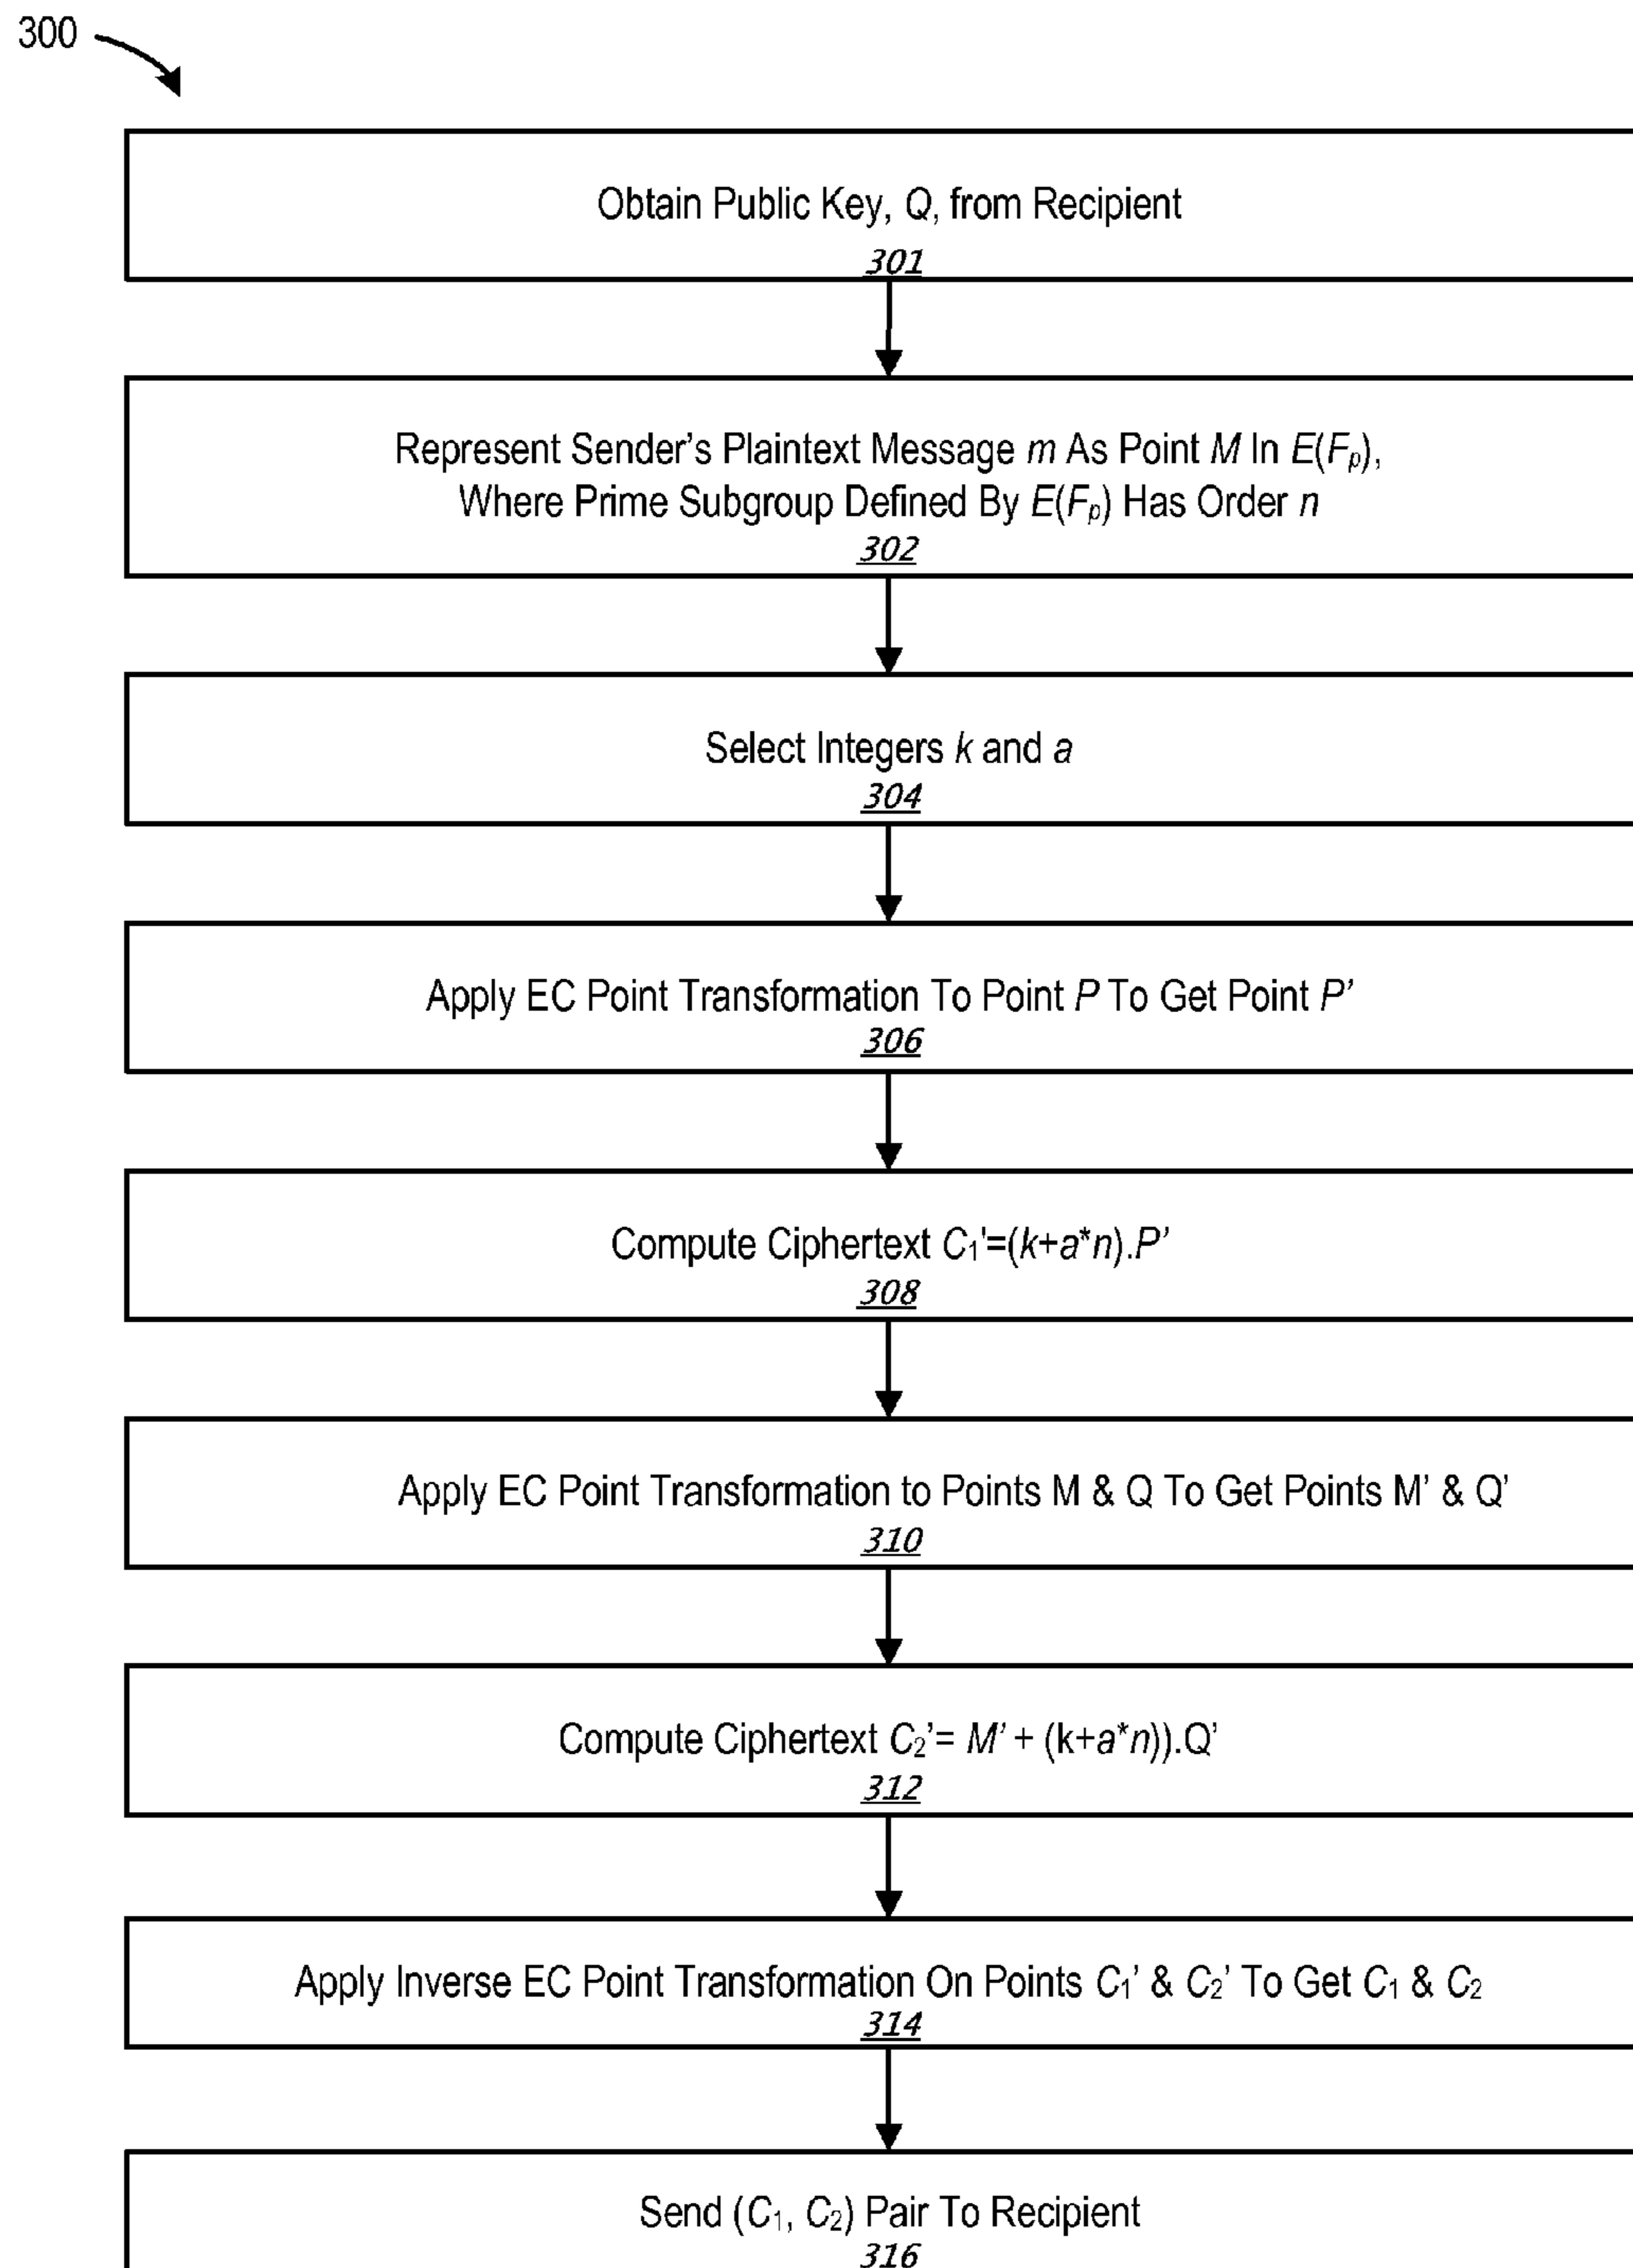 300
Obtain Public Key, Q, from Recipient
301
Represent Sender's Plaintext Message m As Point M In E(Fp),
Where Prime Subgroup Defined By E(Fp) Has Order n
302
Select Integers k and a
304
Apply EC Point Transformation To Point P To Get Point P'
306
Compute Ciphertext C1'=(k+a*n).P'
308
Apply EC Point Transformation to Points M & Q To Get Points M' & Q'
310
Compute Ciphertext C2'= M' + (k+a*n)).Q'
312
Apply Inverse EC Point Transformation On Points C1' & C2' To Get C1 & C2
314
Send (C1, C2) Pair To Recipient
316